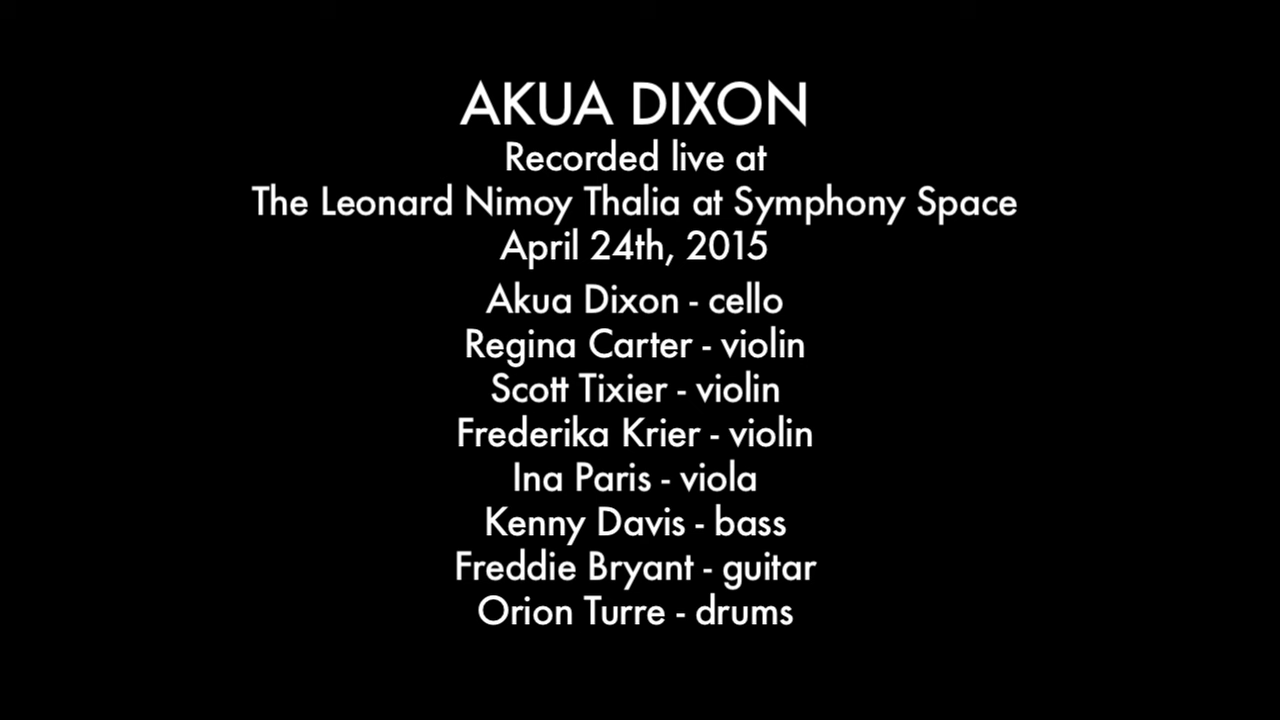 AKUA DIXON
Recorded live at
The Leonard Nimoy Thalia at Symphony Space
April 24th, 2015
Akua Dixon - cello
Regina Carter - violin
Scott Tixier - violin
Frederika Krier - violin
Ina Paris - viola
Kenny Davis - bass
Freddie Bryant - guitar
Orion Turre - drums